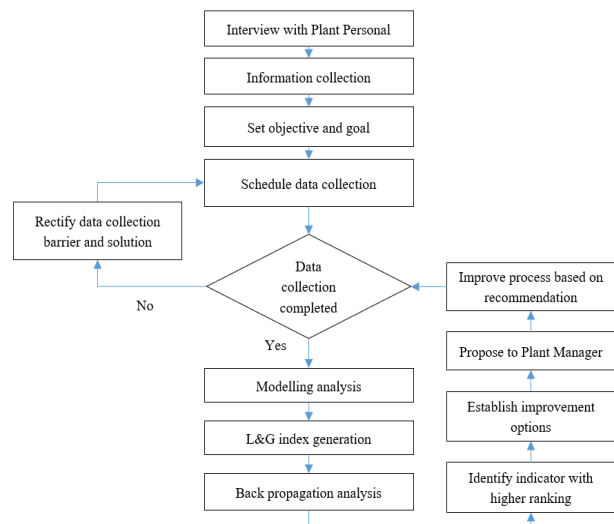 Interview with Plant Personal
Information collection
Set objective and goal
Schedule data collection
Rectify data collection
barrier and solution
Data
collection
completed
No
Yes
Modelling analysis
L&G index generation
Back propagation analysis
Improve process based on
recommendation
Propose to Plant Manager
Establish improvement
options
Identify indicator with
higher ranking